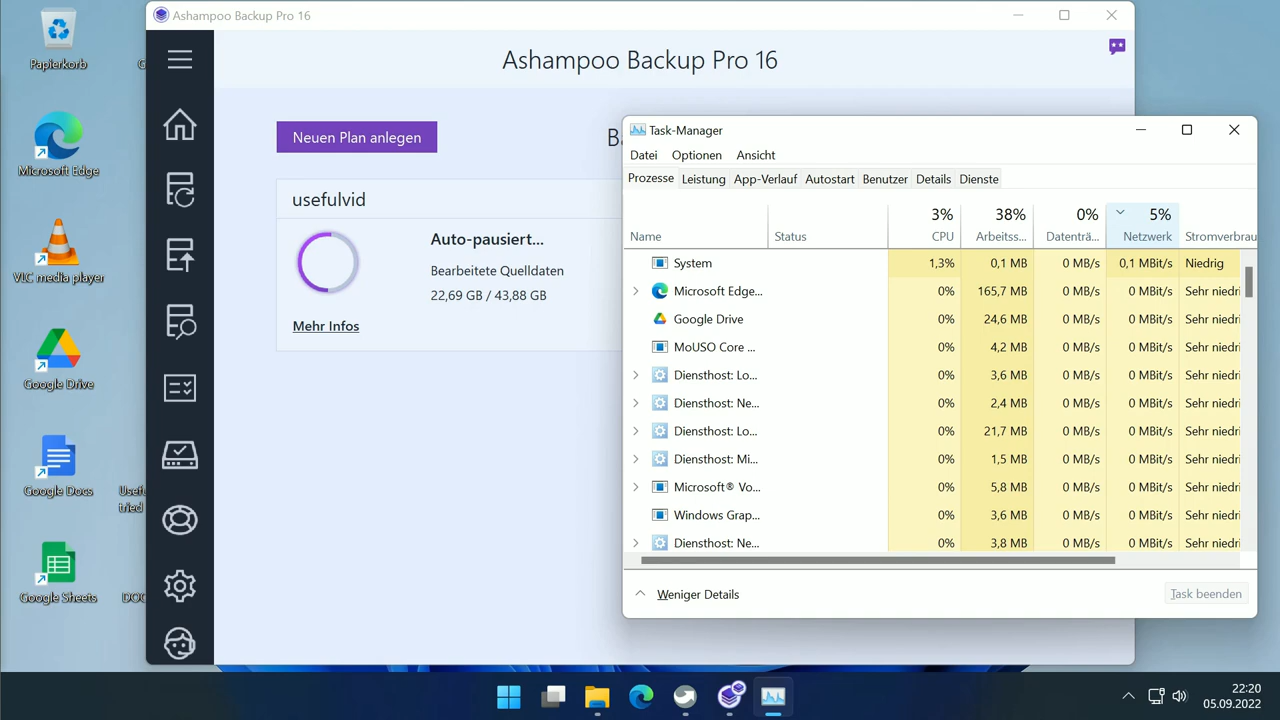 Papierkorb
Microsoft Edge
VLC media player
Google Drive
Google Docs
Google Sheets
G
Usefu
tried
DOC
Ashampoo Backup Pro 16
Ashampoo Backup Pro 16
Neuen Plan anlegen
Ba
usefulvid
Auto-pausiert...
Bearbeitete Quelldaten
22,69 GB / 43,88 GB
Mehr Infos
Task-Manager
Datei Optionen Ansicht
Prozesse Leistung App-Verlauf Autostart Benutzer Details Dienste
3% 38% 0% 5%
Name Status CPU Arbeitss... Datenträ... Netzwerk Stromverbrau
System 1,3% 0,1 MB 0 MB/s 0,1 MBit/s Niedrig
Microsoft Edge... 0% 165,7 MB 0 MB/s 0 MBit/s Sehr niedri
Google Drive 0% 24,6 MB 0 MB/s 0 MBit/s Sehr niedri
MoUSO Core ... 0% 4,2 MB 0 MB/s 0 MBit/s Sehr niedri
Diensthost: Lo... 0% 3,6 MB 0 MB/s 0 MBit/s Sehr niedri
Diensthost: Ne... 0% 2,4 MB 0 MB/s 0 MBit/s Sehr niedri
Diensthost: Lo... 0% 21,7 MB 0 MB/s 0 MBit/s Sehr niedri
Diensthost: Mi... 0% 1,5 MB 0 MB/s 0 MBit/s Sehr niedri
Microsoft® Vo... 0% 5,8 MB 0 MB/s 0 MBit/s Sehr niedri
Windows Grap... 0% 3,6 MB 0 MB/s 0 MBit/s Sehr niedri
Diensthost: Ne... 0% 3,8 MB 0 MB/s 0 MBit/s Sehr niedri
Weniger Details
Task beenden
22:20
05.09.2022